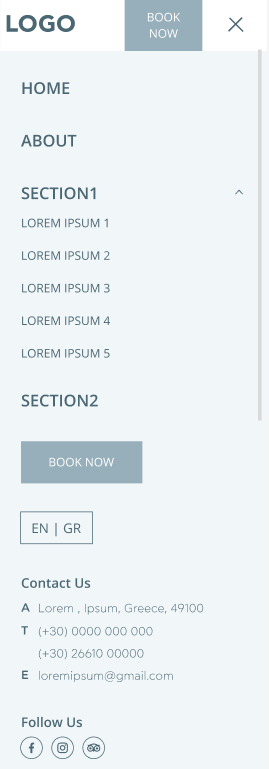 LOGO
BOOK
NOW
HOME
ABOUT
SECTION1
LOREM IPSUM 1
LOREM IPSUM 2
LOREM IPSUM 3
LOREM IPSUM 4
LOREM IPSUM 5
SECTION2
BOOK NOW
EN | GR
Contact Us
A Lorem , Ipsum, Greece, 49100
T (+30) 0000 000 000
(+30) 26610 00000
E loremipsum@gmail.com
Follow Us